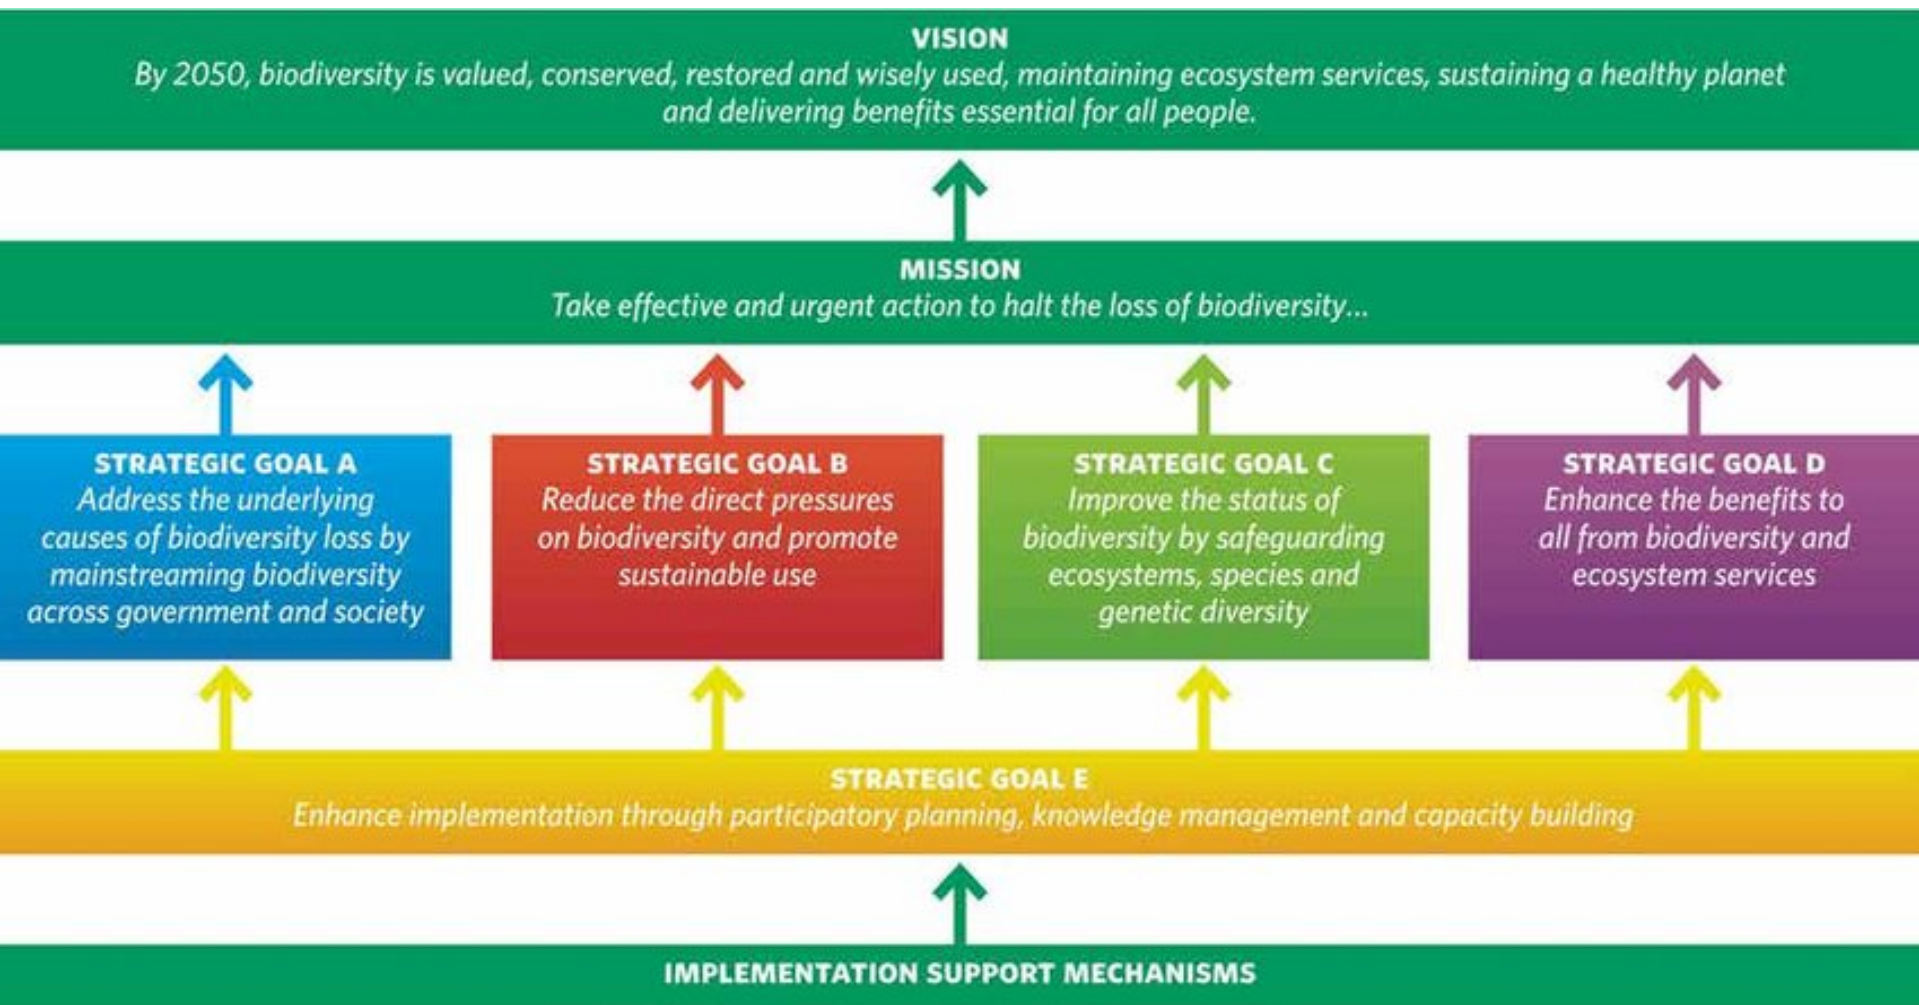 VISION
By 2050, biodiversity is valued, conserved, restored and wisely used, maintaining ecosystem services, sustaining a healthy planet
and delivering benefits essential for all people.
MISSION
Take effective and urgent action to halt the loss of biodiversity...
STRATEGIC GOAL A
Address the underlying
causes of biodiversity loss by
mainstreaming biodiversity
across government and society
STRATEGIC GOAL B
Reduce the direct pressures
on biodiversity and promote
sustainable use
STRATEGIC GOAL C
Improve the status of
biodiversity by safeguarding
ecosystems, species and
genetic diversity
STRATEGIC GOAL D
Enhance the benefits to
all from biodiversity and
ecosystem services
STRATEGIC GOAL E
Enhance implementation through participatory planning, knowledge management and capacity building
IMPLEMENTATION SUPPORT MECHANISMS